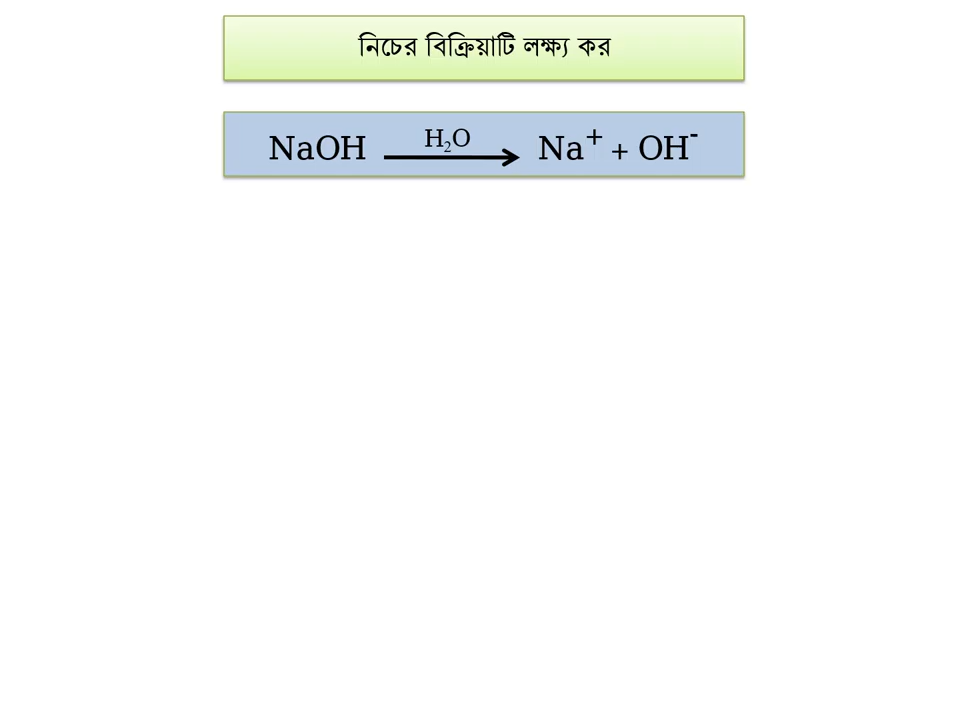 নিচের বিক্রিয়াটি লক্ষ্য কর
NaOH H₂O Na⁺ + OH⁻